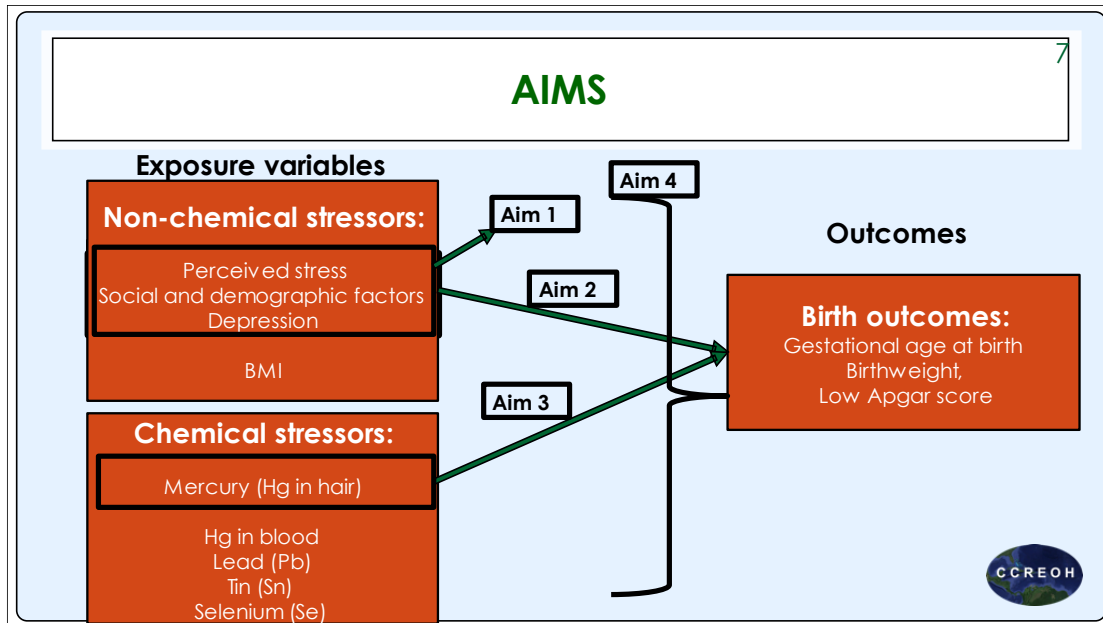 7
AIMS
Exposure variables
Non-chemical stressors:
Perceived stress
Social and demographic factors
Depression
BMI
Chemical stressors:
Mercury (Hg in hair)
Hg in blood
Lead (Pb)
Tin (Sn)
Selenium (Se)
Aim 1
Aim 2
Aim 3
Aim 4
Outcomes
Birth outcomes:
Gestational age at birth
Birthweight,
Low Apgar score
CCREOH